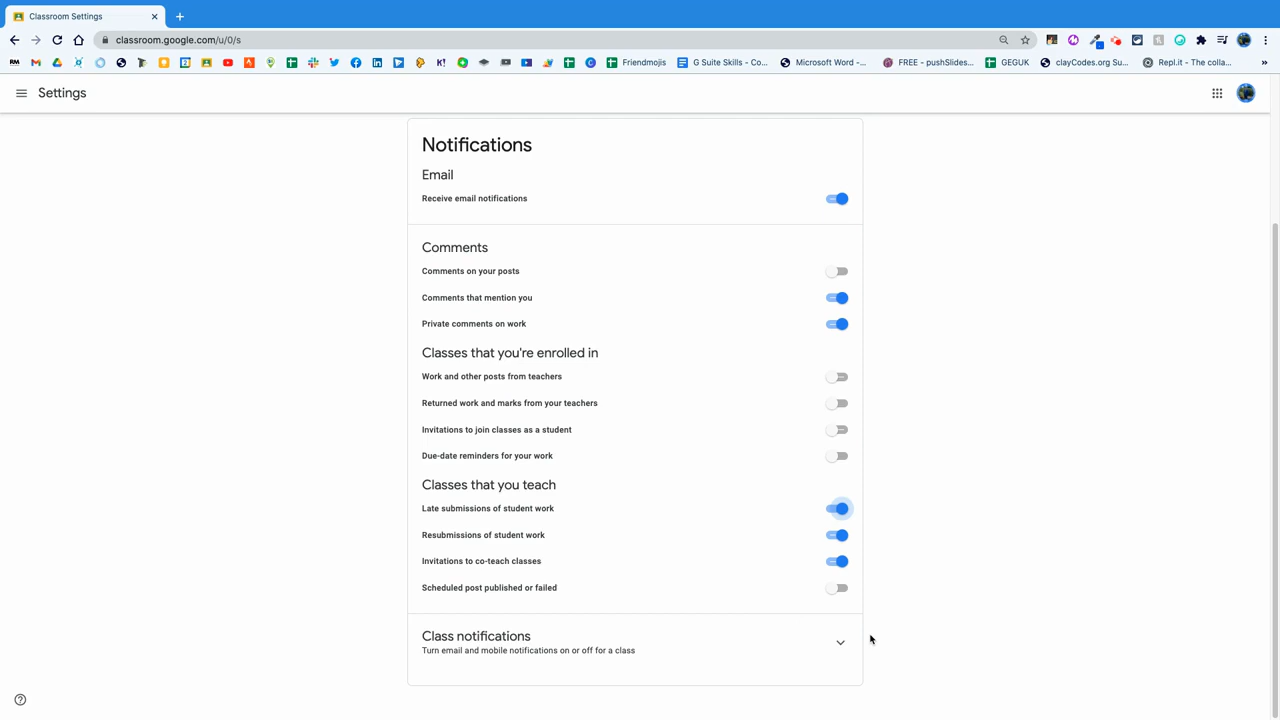 Classroom Settings
classroom.google.com/u/0/s
Friendmojis
G Suite Skills - Co...
Microsoft Word -...
FREE - pushSlides...
GEGUK
clayCodes.org Su...
Repl.it - The colla...
Settings
Notifications
Email
Receive email notifications
Comments
Comments on your posts
Comments that mention you
Private comments on work
Classes that you're enrolled in
Work and other posts from teachers
Returned work and marks from your teachers
Invitations to join classes as a student
Due-date reminders for your work
Classes that you teach
Late submissions of student work
Resubmissions of student work
Invitations to co-teach classes
Scheduled post published or failed
Class notifications
Turn email and mobile notifications on or off for a class